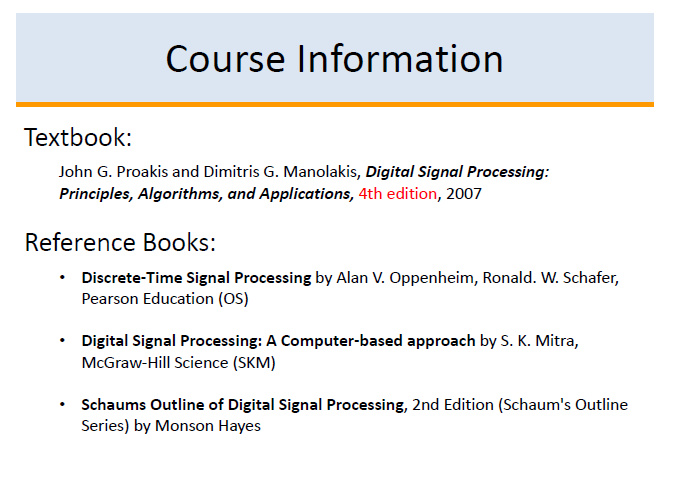 Course Information
Textbook:
John G. Proakis and Dimitris G. Manolakis, Digital Signal Processing:
Principles, Algorithms, and Applications, 4th edition, 2007
Reference Books:
• Discrete-Time Signal Processing by Alan V. Oppenheim, Ronald. W. Schafer,
Pearson Education (OS)
• Digital Signal Processing: A Computer-based approach by S. K. Mitra,
McGraw-Hill Science (SKM)
• Schaums Outline of Digital Signal Processing, 2nd Edition (Schaum's Outline
Series) by Monson Hayes